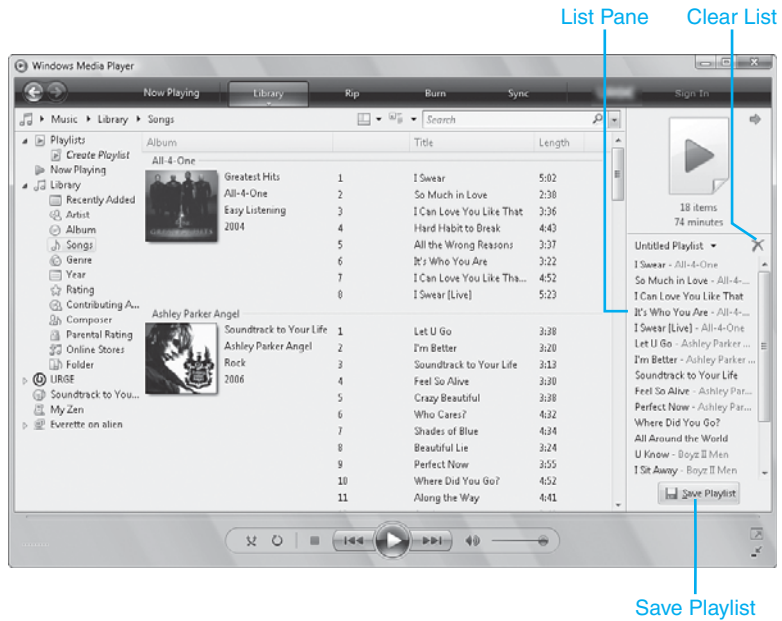 List Pane
Clear List
Windows Media Player
Now Playing
Library
Rip
Burn
Sync
Sign In
Music
Library
Songs
Search
Playlists
Create Playlist
Now Playing
Library
Recently Added
Artist
Album
Songs
Genre
Year
Rating
Contributing A...
Composer
Parental Rating
Online Stores
Folder
URGE
Soundtrack to You...
My Zen
Everette on alien
Album
Title
Length
All-4-One
Greatest Hits
All-4-One
Easy Listening
2004
1 I Swear 5:02
2 So Much in Love 2:30
3 I Can Love You Like That 3:36
4 Hard Habit to Break 4:43
5 All the Wrong Reasons 3:37
6 It's Who You Are 3:22
7 I Can Love You Like Tha... 4:52
8 I Swear [Live] 5:23
Ashley Parker Angel
Soundtrack to Your Life
Ashley Parker Angel
Rock
2006
1 Let U Go 3:38
2 I'm Better 3:20
3 Soundtrack to Your Life 3:13
4 Feel So Alive 3:30
5 Crazy Beautiful 3:38
6 Who Cares? 4:32
7 Shades of Blue 4:34
8 Beautiful Lie 3:24
9 Perfect Now 3:55
10 Where Did You Go? 4:52
11 Along the Way 4:41
18 items
74 minutes
Untitled Playlist
I Swear - All-4-One
So Much in Love - All-4-...
I Can Love You Like That
It's Who You Are - All-4-...
I Swear [Live] - All-4-One
Let U Go - Ashley Parker ...
I'm Better - Ashley Parker ...
Soundtrack to Your Life
Feel So Alive - Ashley Par...
Perfect Now - Ashley Par...
Where Did You Go?
All Around the World
U Know - Boyz II Men
I Sit Away - Boyz II Men
Save Playlist
Save Playlist